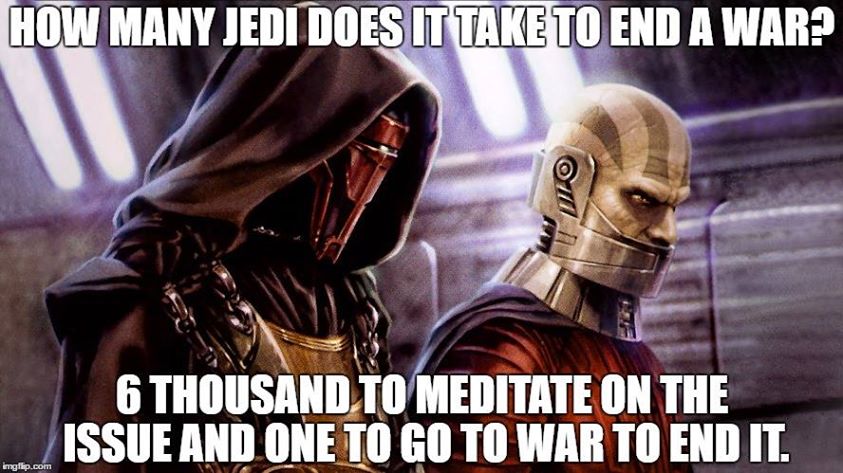 HOW MANY JEDI DOES IT TAKE TO END A WAR?
6 THOUSAND TO MEDITATE ON THE
ISSUE AND ONE TO GO TO WAR TO END IT.
imgflip.com